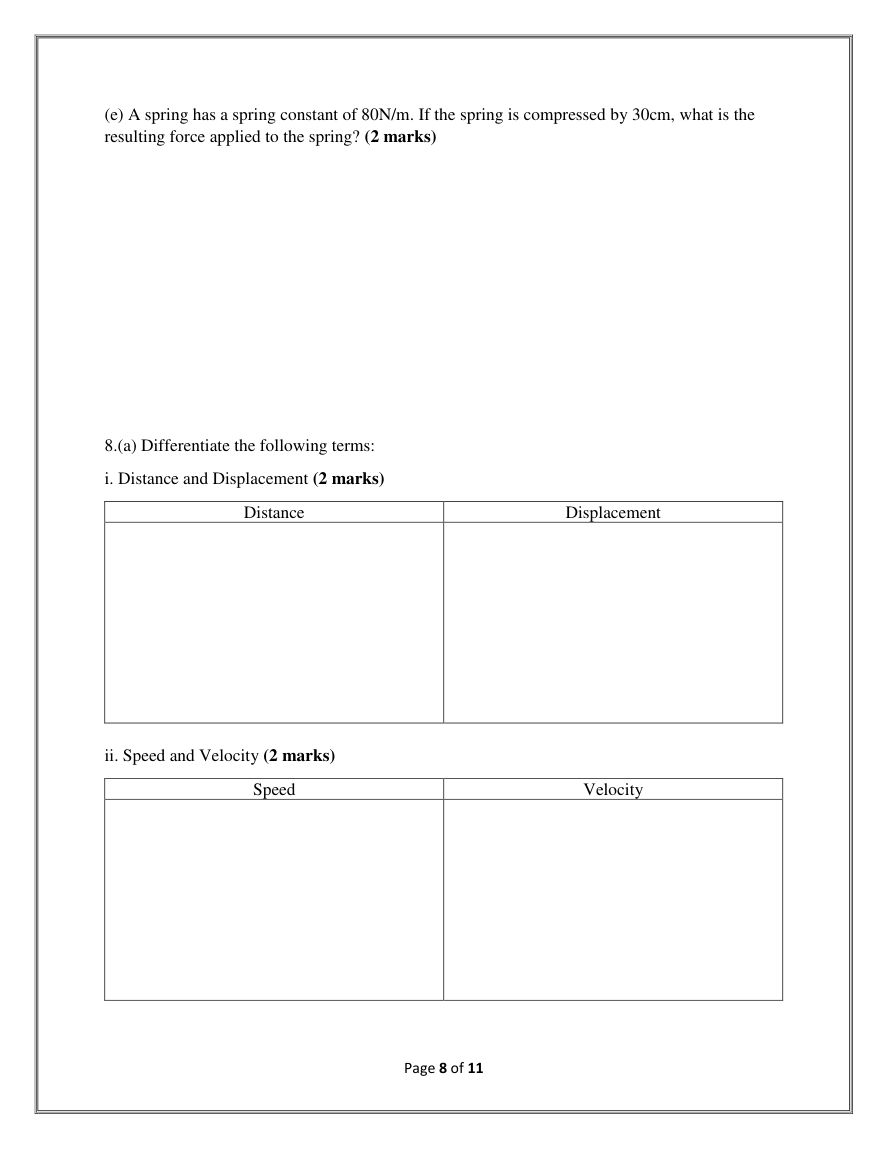 (e) A spring has a spring constant of 80N/m. If the spring is compressed by 30cm, what is the
resulting force applied to the spring? (2 marks)
8.(a) Differentiate the following terms:
i. Distance and Displacement (2 marks)
Distance
Displacement
ii. Speed and Velocity (2 marks)
Speed
Velocity
Page 8 of 11